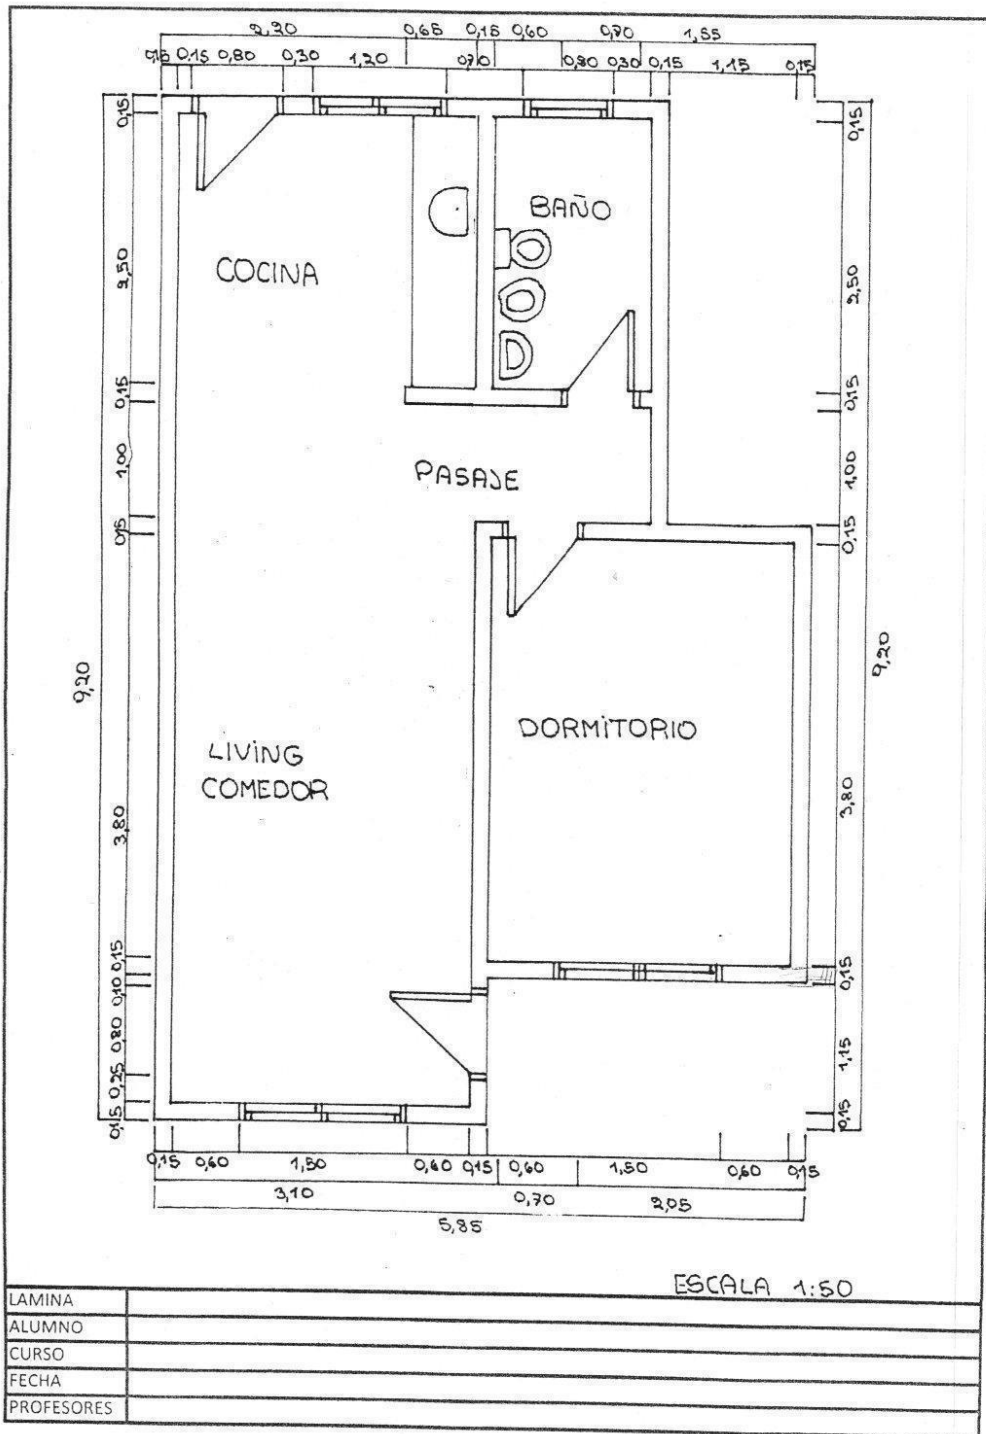 2,20 0,65 0,15 0,60 0,90 1,55
0,15 0,15 0,80 0,30 1,20 0,70 0,80 0,30 0,15 1,15 0,15
0,15
0,15
BAÑO
COCINA
2,50
2,50
0,15
0,15
PASAJE
1,00
1,00
0,15
0,15
9,20
9,20
DORMITORIO
LIVING
COMEDOR
3,80
3,80
0,15
0,15
0,10
0,80
1,15
0,25
0,15
0,15
0,15 0,60 1,50 0,60 0,15 0,60 1,50 0,60 0,15
3,10 0,70 2,05
5,85
ESCALA 1:50
LAMINA
ALUMNO
CURSO
FECHA
PROFESORES